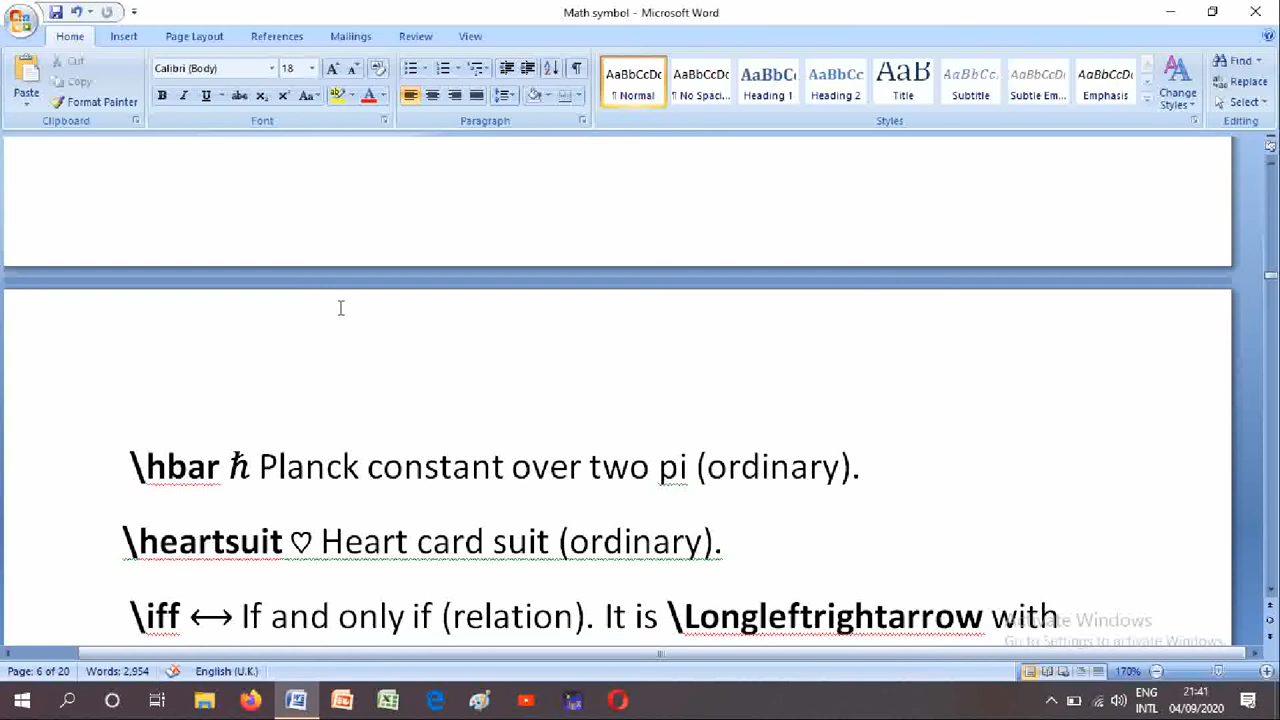 Math symbol - Microsoft Word
Home Insert Page Layout References Mailings Review View
Paste
Cut
Copy
Format Painter
Clipboard
Calibri (Body) 18
Font
Paragraph
AaBbCcDc AaBbCcDc AaBbC AaBbCc AaB AaBbCc. AaBbCcDc AaBbCcDc
¶ Normal ¶ No Spaci... Heading 1 Heading 2 Title Subtitle Subtle Em... Emphasis
Change Styles
Styles
Find
Replace
Select
Editing
\hbar ℏ Planck constant over two pi (ordinary).
\heartsuit ♡ Heart card suit (ordinary).
\iff ⟷ If and only if (relation). It is \Longleftrightarrow with
Activate Windows
Go to Settings to activate Windows.
Page: 6 of 20 Words: 2,954 English (U.K.) 170%
ENG 21:41
INTL 04/09/2020